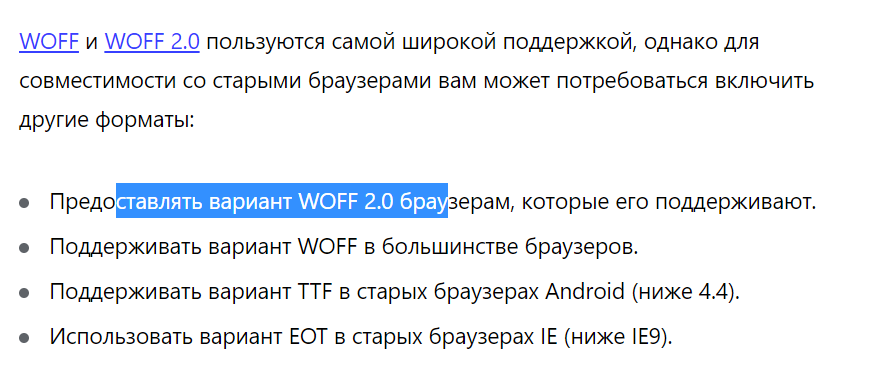 WOFF и WOFF 2.0 пользуются самой широкой поддержкой, однако для
совместимости со старыми браузерами вам может потребоваться включить
другие форматы:
Предоставлять вариант WOFF 2.0 браузерам, которые его поддерживают.
Поддерживать вариант WOFF в большинстве браузеров.
Поддерживать вариант TTF в старых браузерах Android (ниже 4.4).
Использовать вариант EOT в старых браузерах IE (ниже IE9).